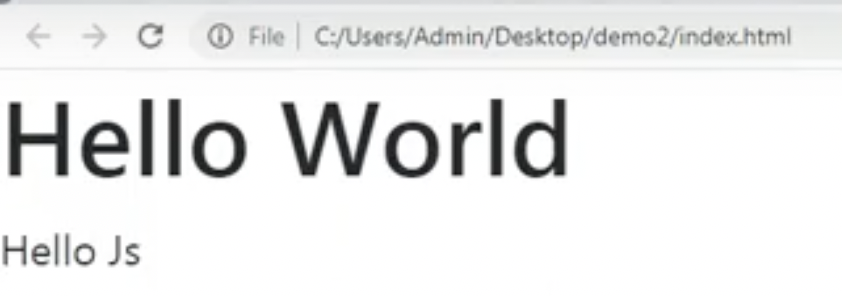 File | C:/Users/Admin/Desktop/demo2/index.html
Hello World
Hello Js